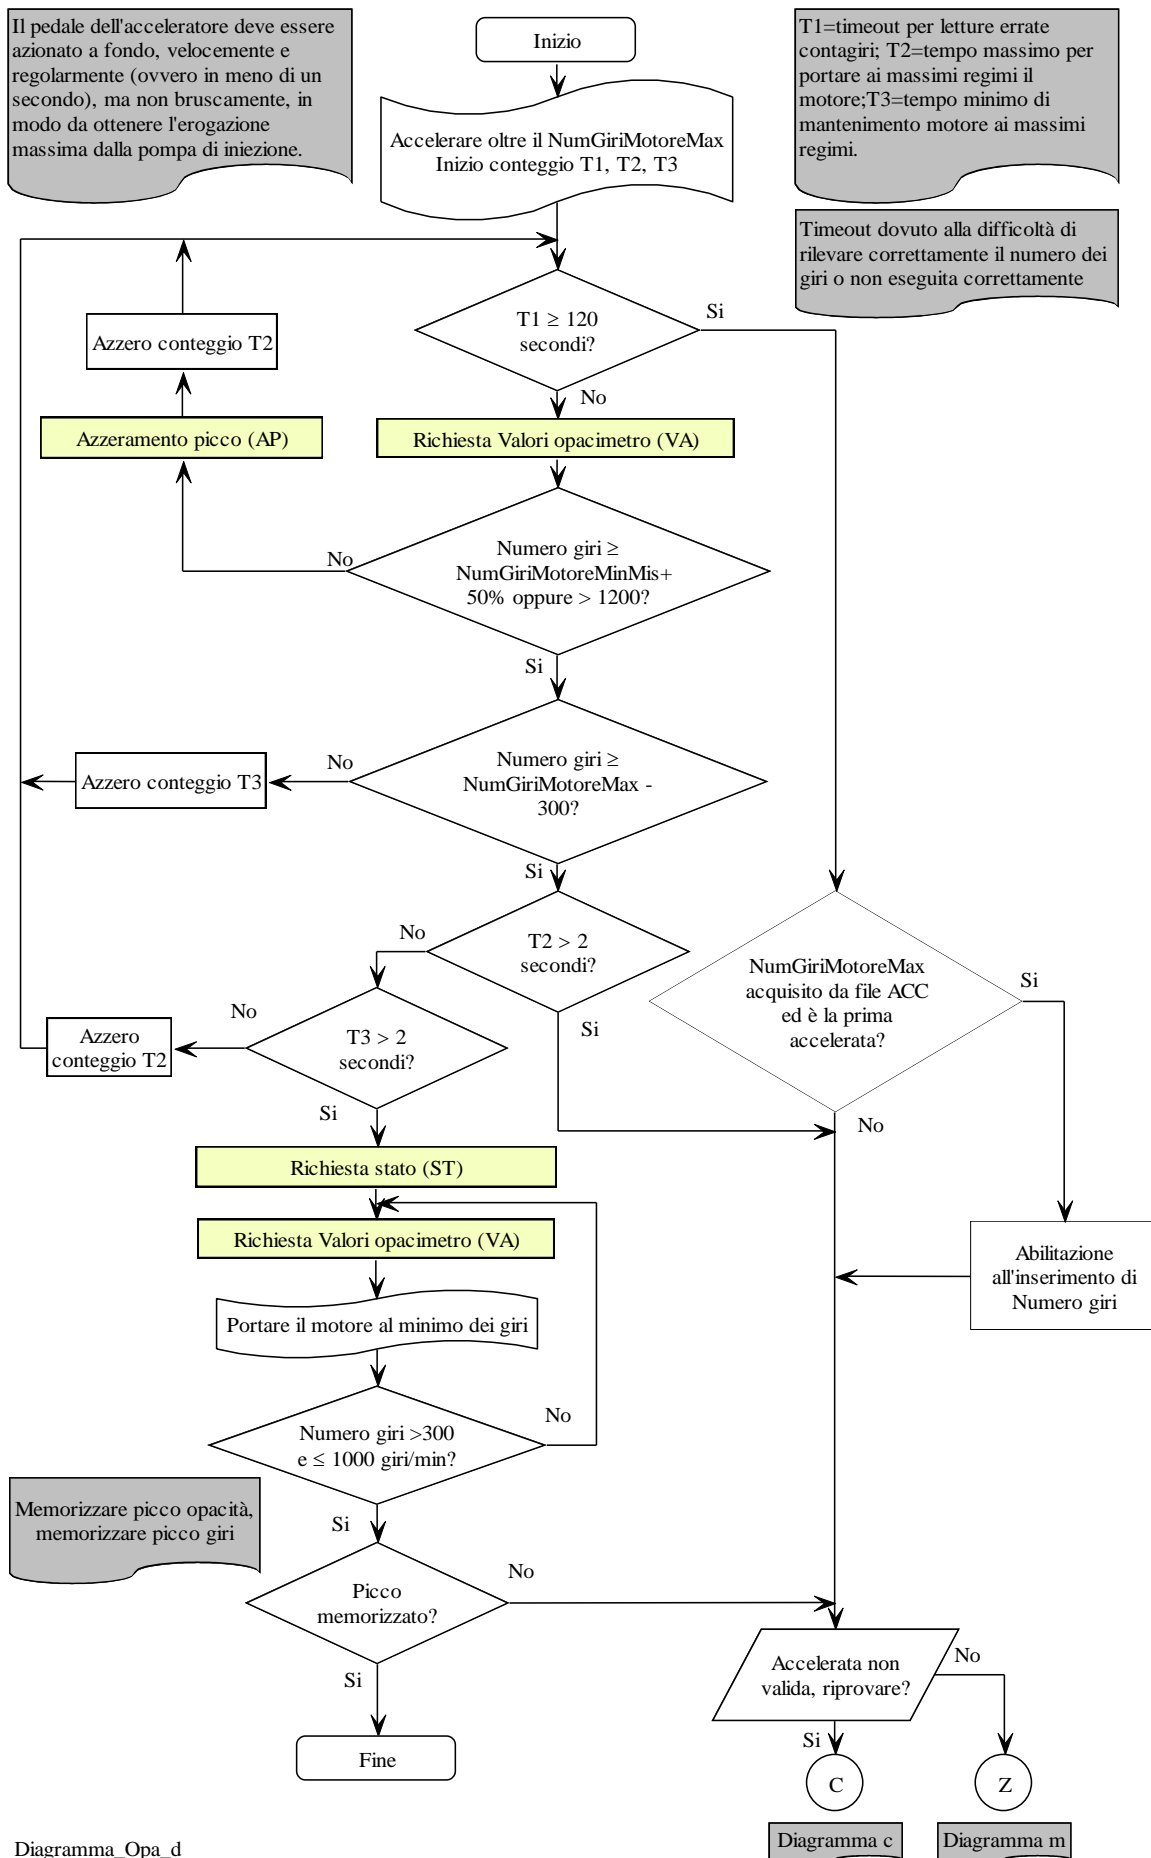 Il pedale dell'acceleratore deve essere
azionato a fondo, velocemente e
regolarmente (ovvero in meno di un
secondo), ma non bruscamente, in
modo da ottenere l'erogazione
massima dalla pompa di iniezione.
Inizio
T1=timeout per letture errate
contagiri; T2=tempo massimo per
portare ai massimi regimi il
motore;T3=tempo minimo di
mantenimento motore ai massimi
regimi.
Accelerare oltre il NumGiriMotoreMax
Inizio conteggio T1, T2, T3
Timeout dovuto alla difficoltà di
rilevare correttamente il numero dei
giri o non eseguita correttamente
T1 ≥ 120
secondi?
Si
No
Azzero conteggio T2
Azzeramento picco (AP)
Richiesta Valori opacimetro (VA)
Numero giri ≥
NumGiriMotoreMinMis+
50% oppure > 1200?
No
Si
Numero giri ≥
NumGiriMotoreMax -
300?
No
Azzero conteggio T3
Si
T2 > 2
secondi?
No
Si
NumGiriMotoreMax
acquisito da file ACC
ed è la prima
accelerata?
Si
No
T3 > 2
secondi?
No
Azzero
conteggio T2
Si
Richiesta stato (ST)
Richiesta Valori opacimetro (VA)
Abilitazione
all'inserimento di
Numero giri
Portare il motore al minimo dei giri
Numero giri >300
e ≤ 1000 giri/min?
No
Si
Memorizzare picco opacità,
memorizzare picco giri
Picco
memorizzato?
No
Si
Accelerata non
valida, riprovare?
No
Si
Fine
C
Z
Diagramma c
Diagramma m
Diagramma_Opa_d